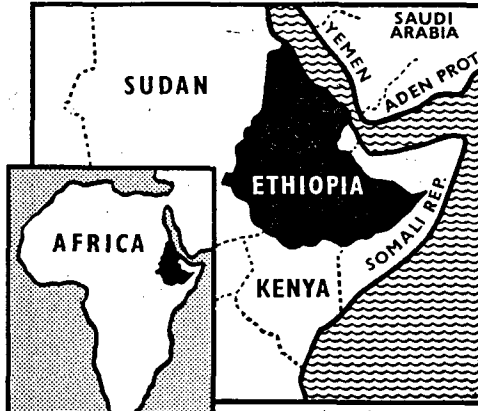 SAUDI
ARABIA
YEMEN
ADEN PROT.
SUDAN
ETHIOPIA
SOMALI REP.
AFRICA
KENYA